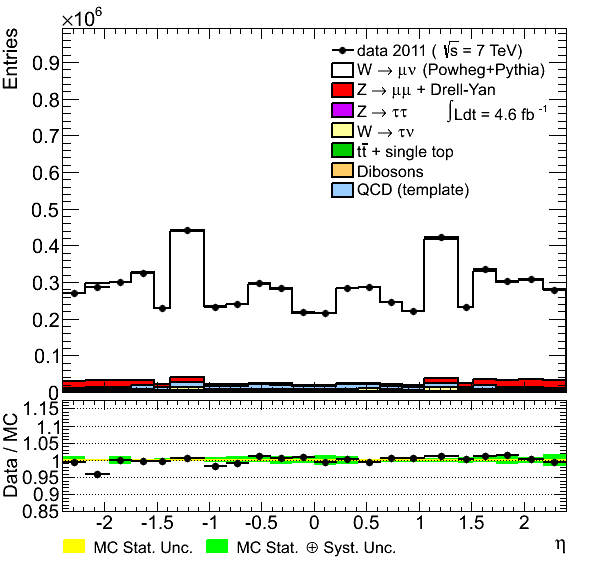 ×10⁶
Entries
0.9
0.8
0.7
0.6
0.5
0.4
0.3
0.2
0.1
0
data 2011 ( √s = 7 TeV)
W → μν (Powheg+Pythia)
Z → μμ + Drell-Yan
Z → ττ
∫Ldt = 4.6 fb⁻¹
W → τν
tt̄ + single top
Dibosons
QCD (template)
Data / MC
1.15
1.1
1.05
1
0.95
0.9
0.85
-2 -1.5 -1 -0.5 0 0.5 1 1.5 2
MC Stat. Unc. MC Stat. ⊕ Syst. Unc. η